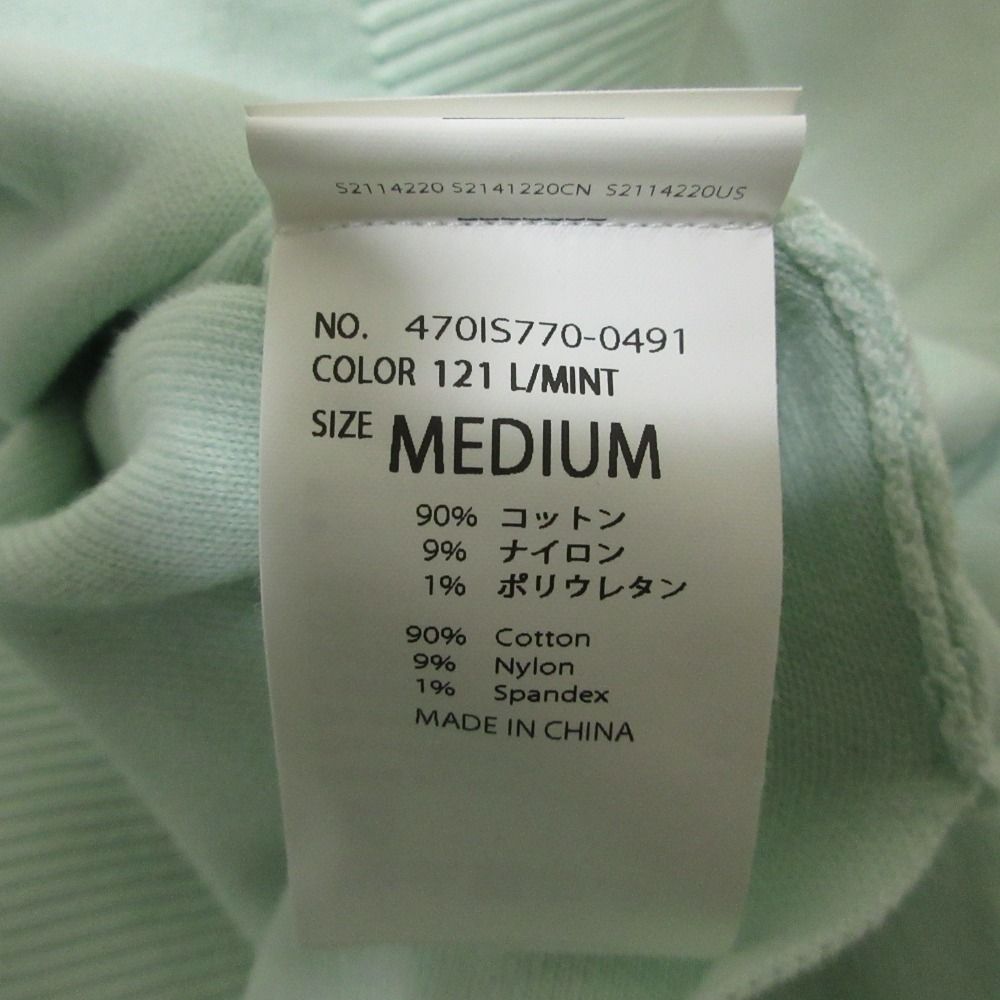 S2114220 S2141220CN S2114220US
NO. 470IS770-0491
COLOR 121 L/MINT
SIZE MEDIUM
90% コットン
9% ナイロン
1% ポリウレタン
90% Cotton
9% Nylon
1% Spandex
MADE IN CHINA